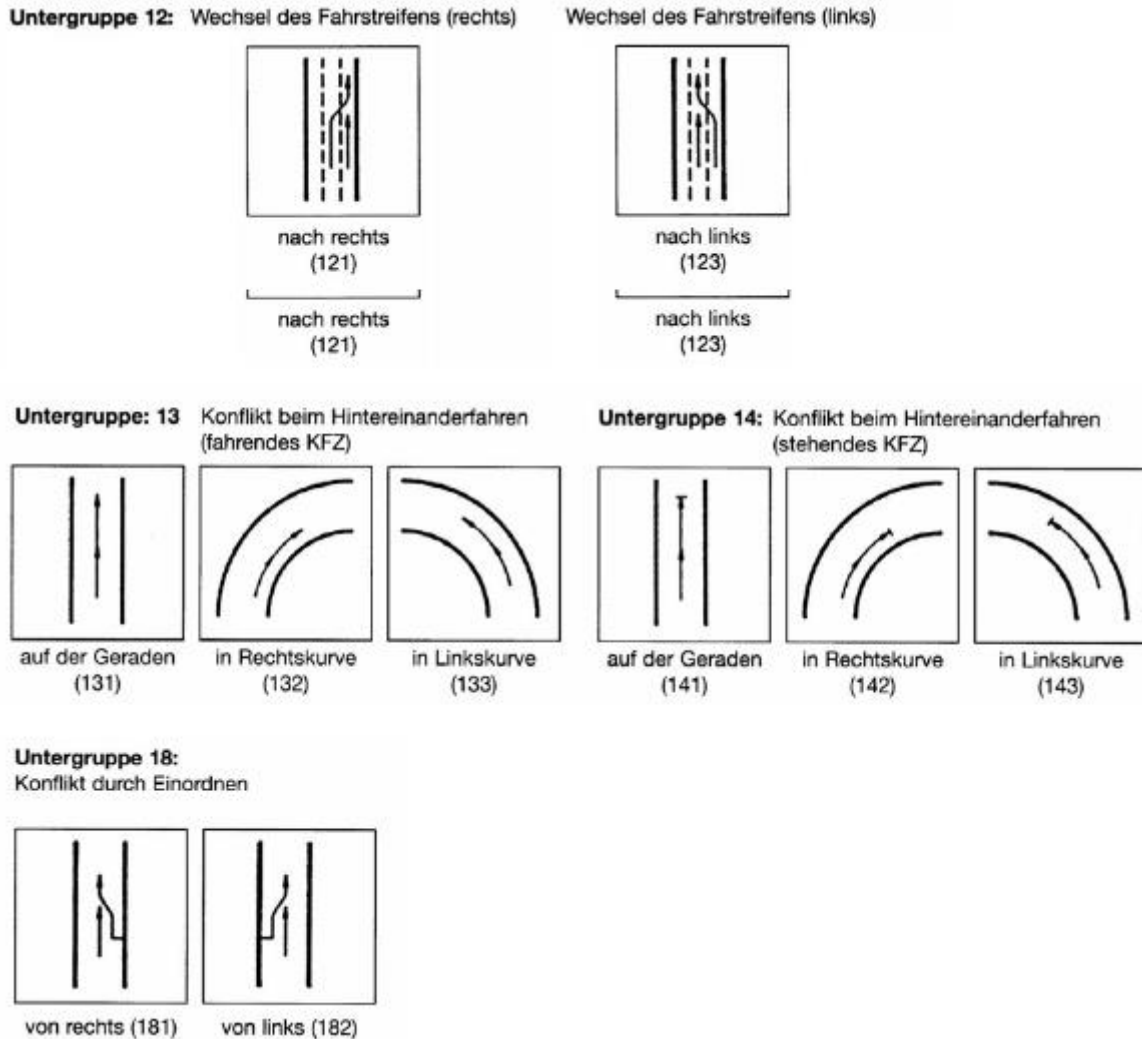 Untergruppe 12: Wechsel des Fahrstreifens (rechts)
Wechsel des Fahrstreifens (links)
nach rechts
(121)
nach links
(123)
nach rechts
(121)
nach links
(123)
Untergruppe: 13 Konflikt beim Hintereinanderfahren
(fahrendes KFZ)
auf der Geraden
(131)
in Rechtskurve
(132)
in Linkskurve
(133)
Untergruppe 14: Konflikt beim Hintereinanderfahren
(stehendes KFZ)
auf der Geraden
(141)
in Rechtskurve
(142)
in Linkskurve
(143)
Untergruppe 18:
Konflikt durch Einordnen
von rechts (181)
von links (182)